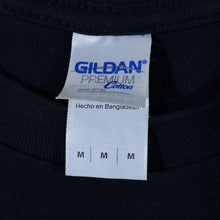 GILDAN®
PREMIUM
Cotton
Hecho en Bangladesh
M M M